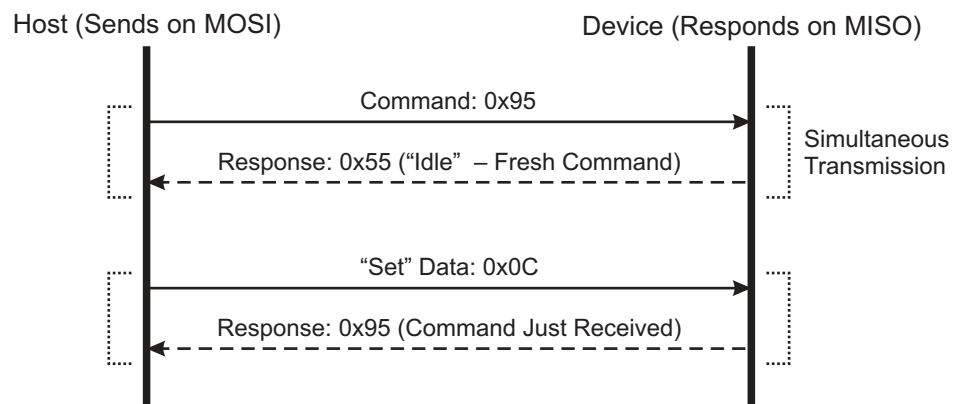 Host (Sends on MOSI)
Device (Responds on MISO)
Command: 0x95
Response: 0x55 (“Idle” – Fresh Command)
Simultaneous
Transmission
“Set” Data: 0x0C
Response: 0x95 (Command Just Received)